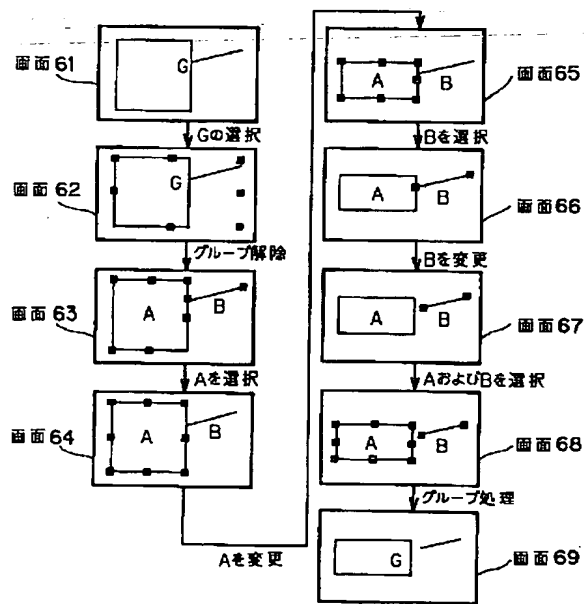 画面61
G
Gの選択
画面62
G
グループ解除
画面63
A
B
Aを選択
画面64
A
B
Aを変更
画面65
A
B
Bを選択
画面66
A
B
Bを変更
画面67
A
B
AおよびBを選択
画面68
A
B
グループ処理
画面69
G